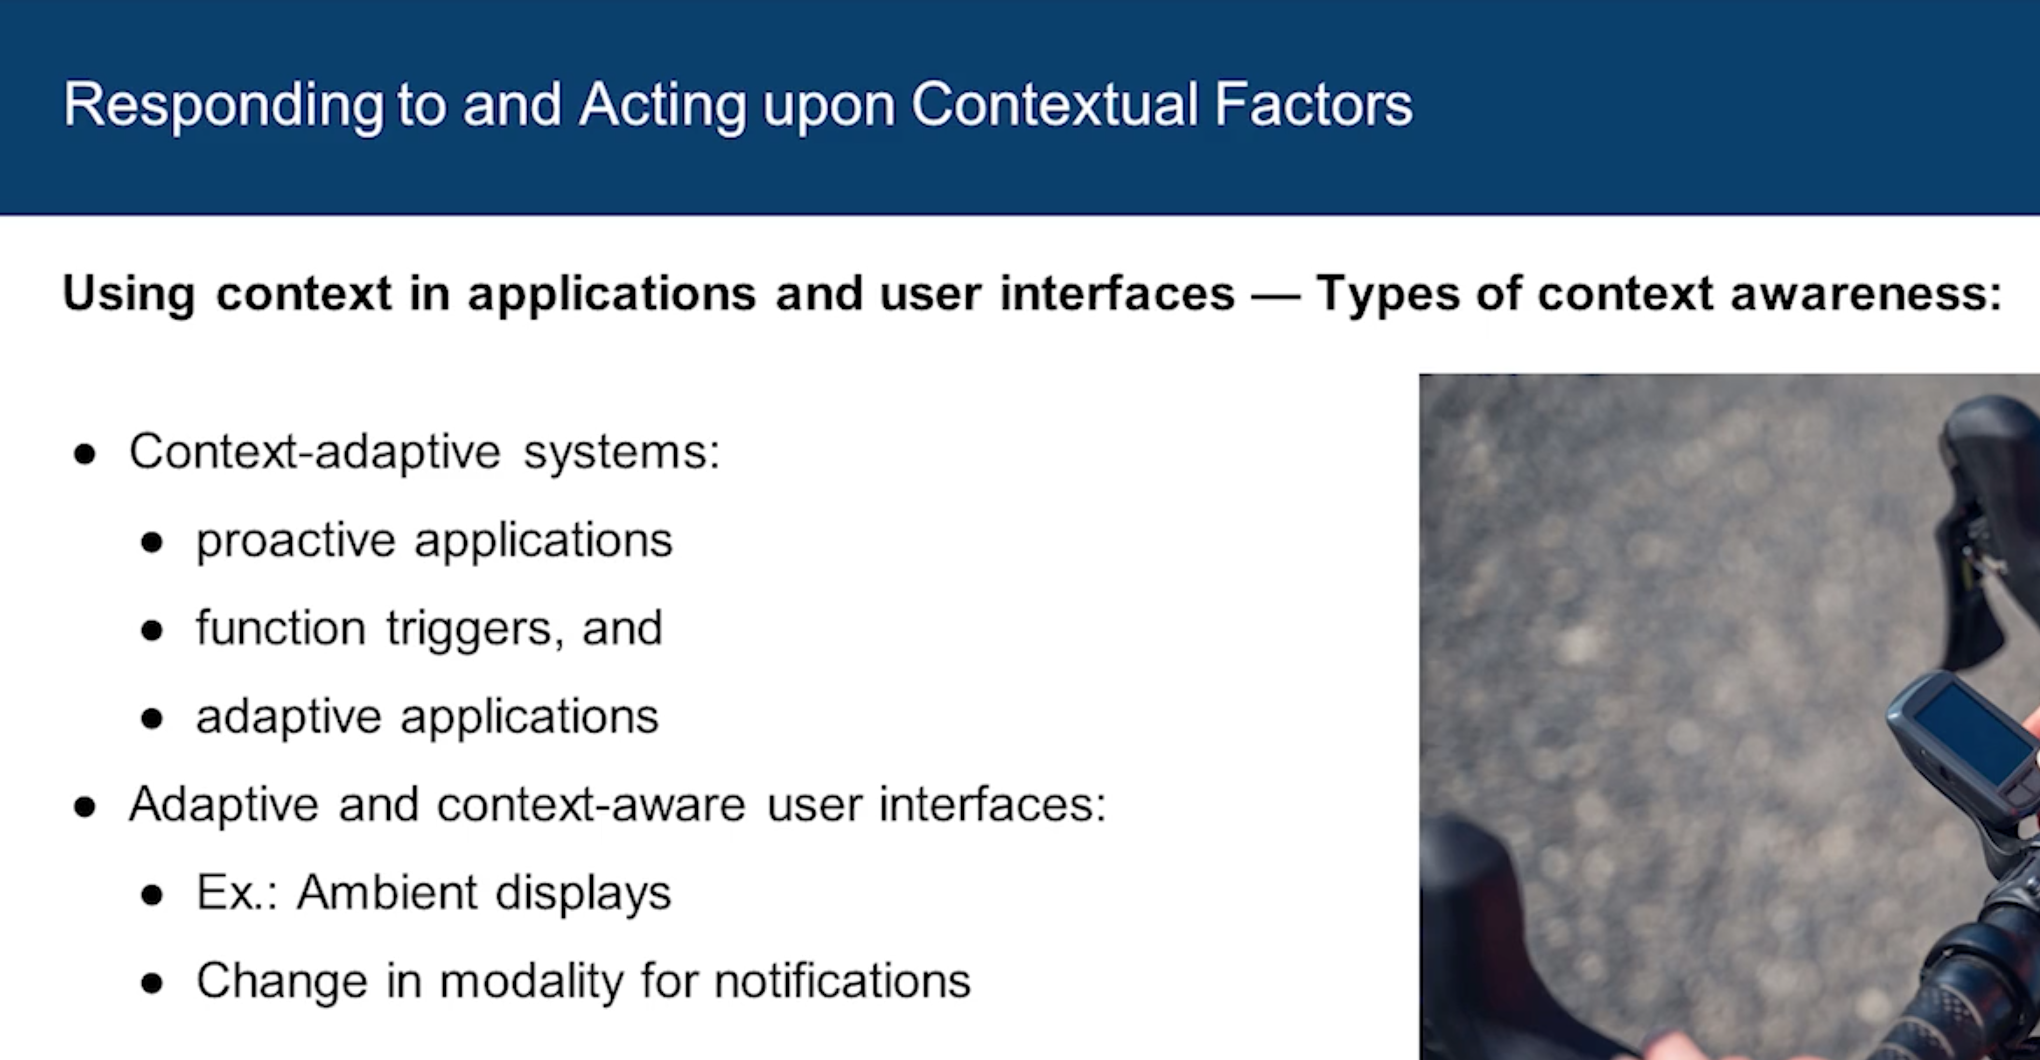 Responding to and Acting upon Contextual Factors
Using context in applications and user interfaces — Types of context awareness:
● Context-adaptive systems:
● proactive applications
● function triggers, and
● adaptive applications
● Adaptive and context-aware user interfaces:
● Ex.: Ambient displays
● Change in modality for notifications